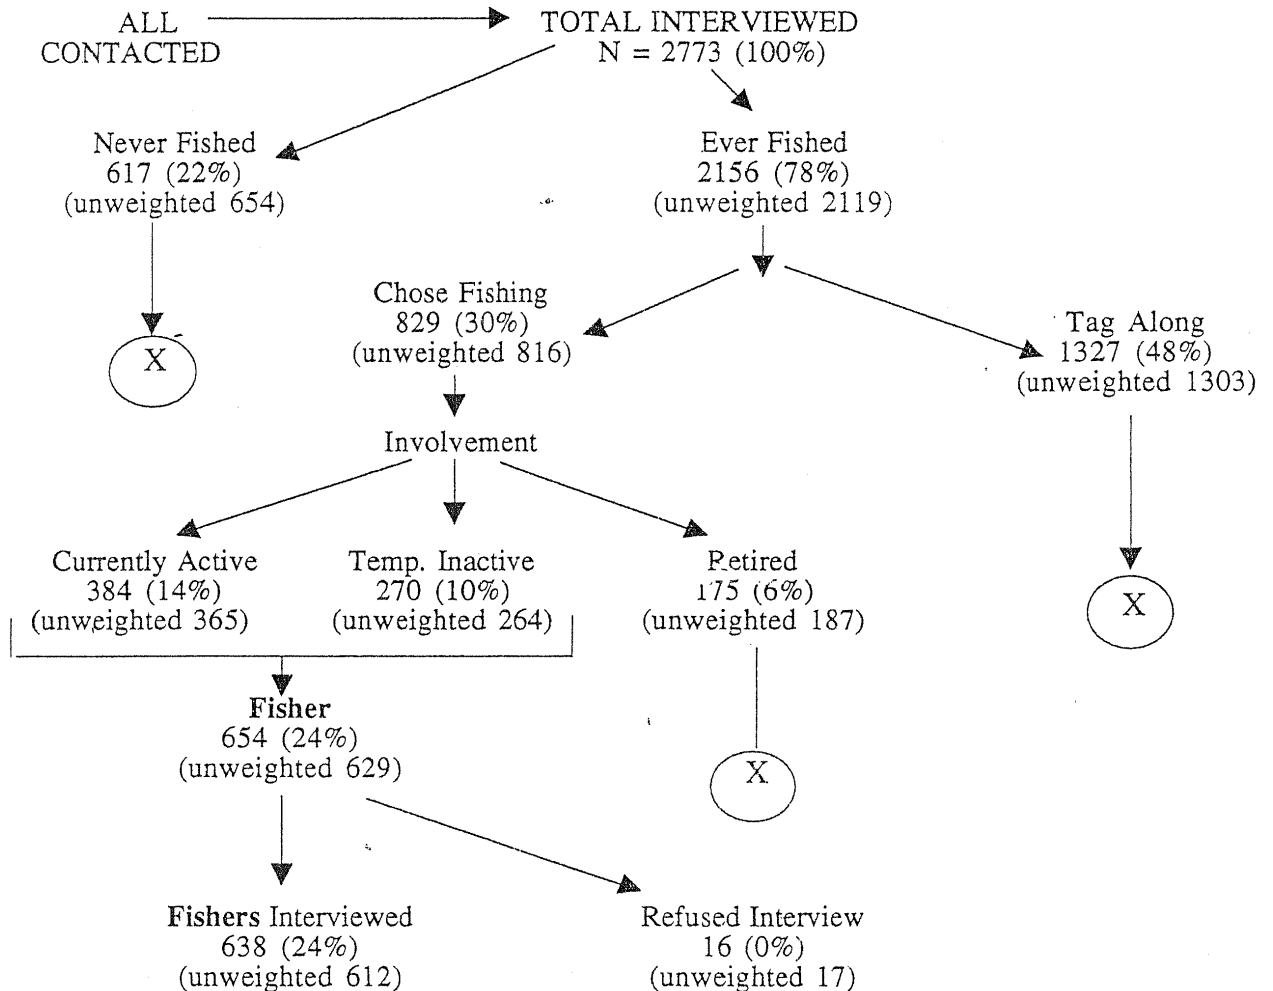 ALL
CONTACTED
TOTAL INTERVIEWED
N = 2773 (100%)
Never Fished
617 (22%)
(unweighted 654)
Ever Fished
2156 (78%)
(unweighted 2119)
Chose Fishing
829 (30%)
(unweighted 816)
Tag Along
1327 (48%)
(unweighted 1303)
X
Involvement
Currently Active
384 (14%)
(unweighted 365)
Temp. Inactive
270 (10%)
(unweighted 264)
Retired
175 (6%)
(unweighted 187)
X
Fisher
654 (24%)
(unweighted 629)
X
Fishers Interviewed
638 (24%)
(unweighted 612)
Refused Interview
16 (0%)
(unweighted 17)